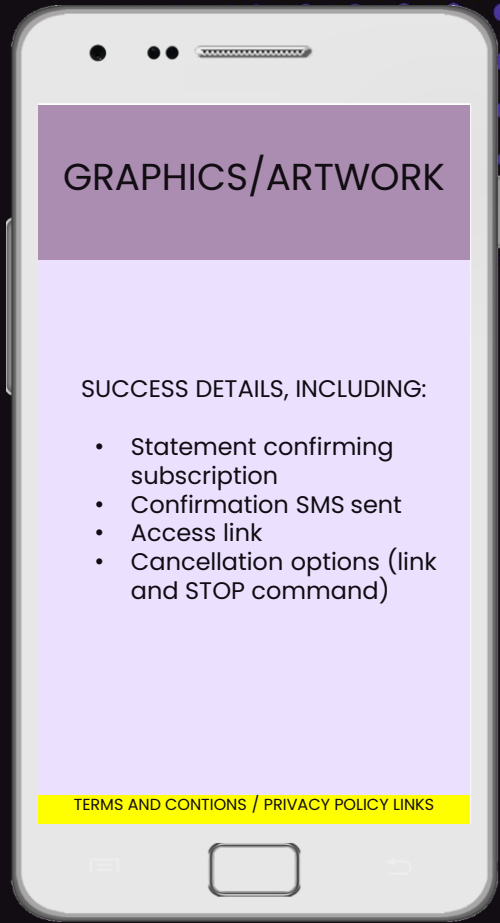 GRAPHICS/ARTWORK
SUCCESS DETAILS, INCLUDING:
• Statement confirming
subscription
• Confirmation SMS sent
• Access link
• Cancellation options (link
and STOP command)
TERMS AND CONTIONS / PRIVACY POLICY LINKS